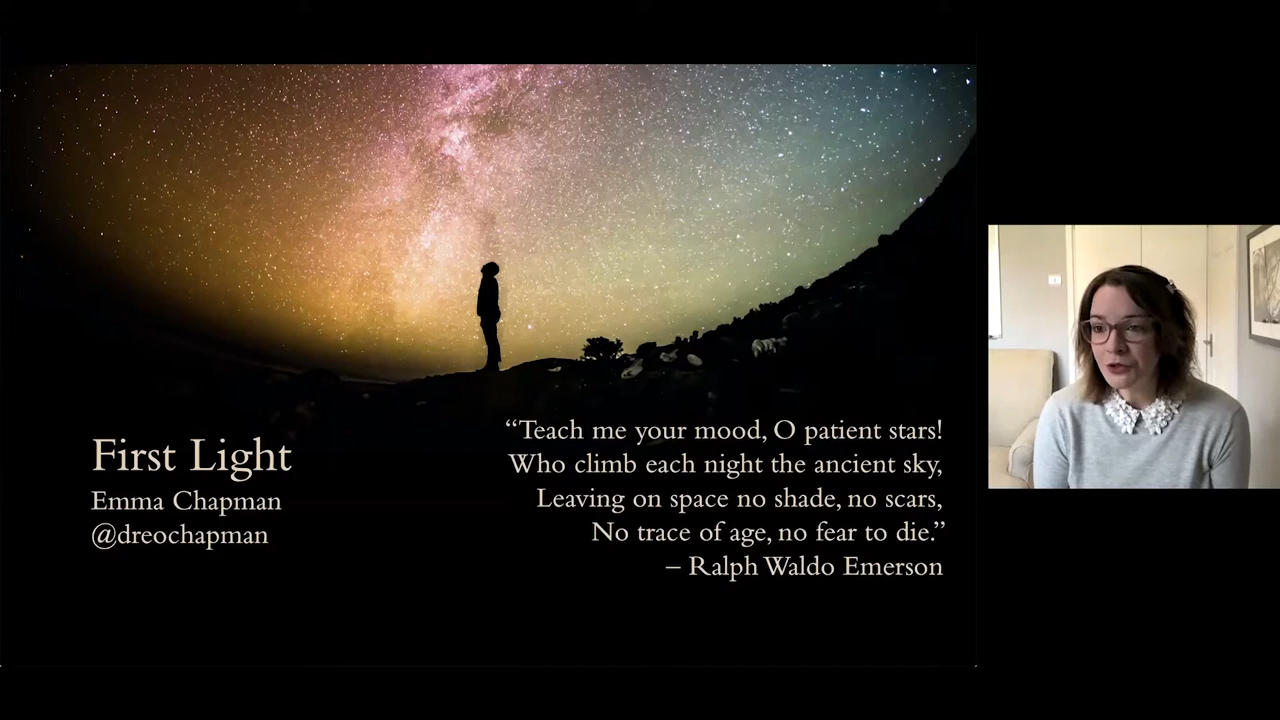 First Light
Emma Chapman
@dreochapman
“Teach me your mood, O patient stars!
Who climb each night the ancient sky,
Leaving on space no shade, no scars,
No trace of age, no fear to die.”
– Ralph Waldo Emerson